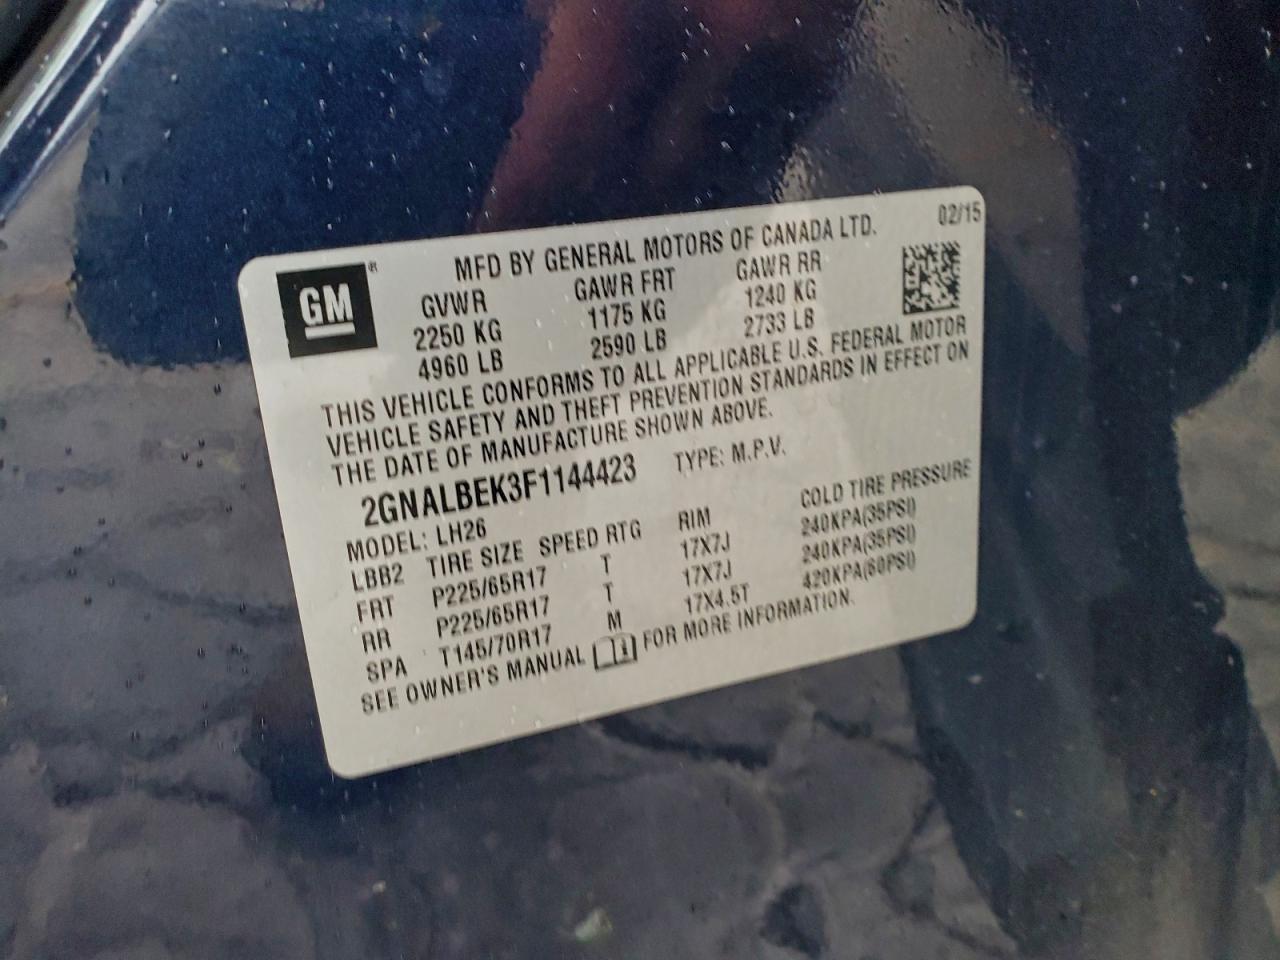 02/15
GM ®
MFD BY GENERAL MOTORS OF CANADA LTD.
GVWR GAWR FRT GAWR RR
2250 KG 1175 KG 1240 KG
4960 LB 2590 LB 2733 LB
THIS VEHICLE CONFORMS TO ALL APPLICABLE U.S. FEDERAL MOTOR
VEHICLE SAFETY AND THEFT PREVENTION STANDARDS IN EFFECT ON
THE DATE OF MANUFACTURE SHOWN ABOVE.
2GNALBEK3F1144423 TYPE: M.P.V.
MODEL: LH26
LBB2 TIRE SIZE SPEED RTG RIM COLD TIRE PRESSURE
FRT P225/65R17 T 17X7J 240KPA(35PSI)
RR P225/65R17 T 17X7J 240KPA(35PSI)
SPA T145/70R17 M 17X4.5T 420KPA(60PSI)
SEE OWNER'S MANUAL FOR MORE INFORMATION.